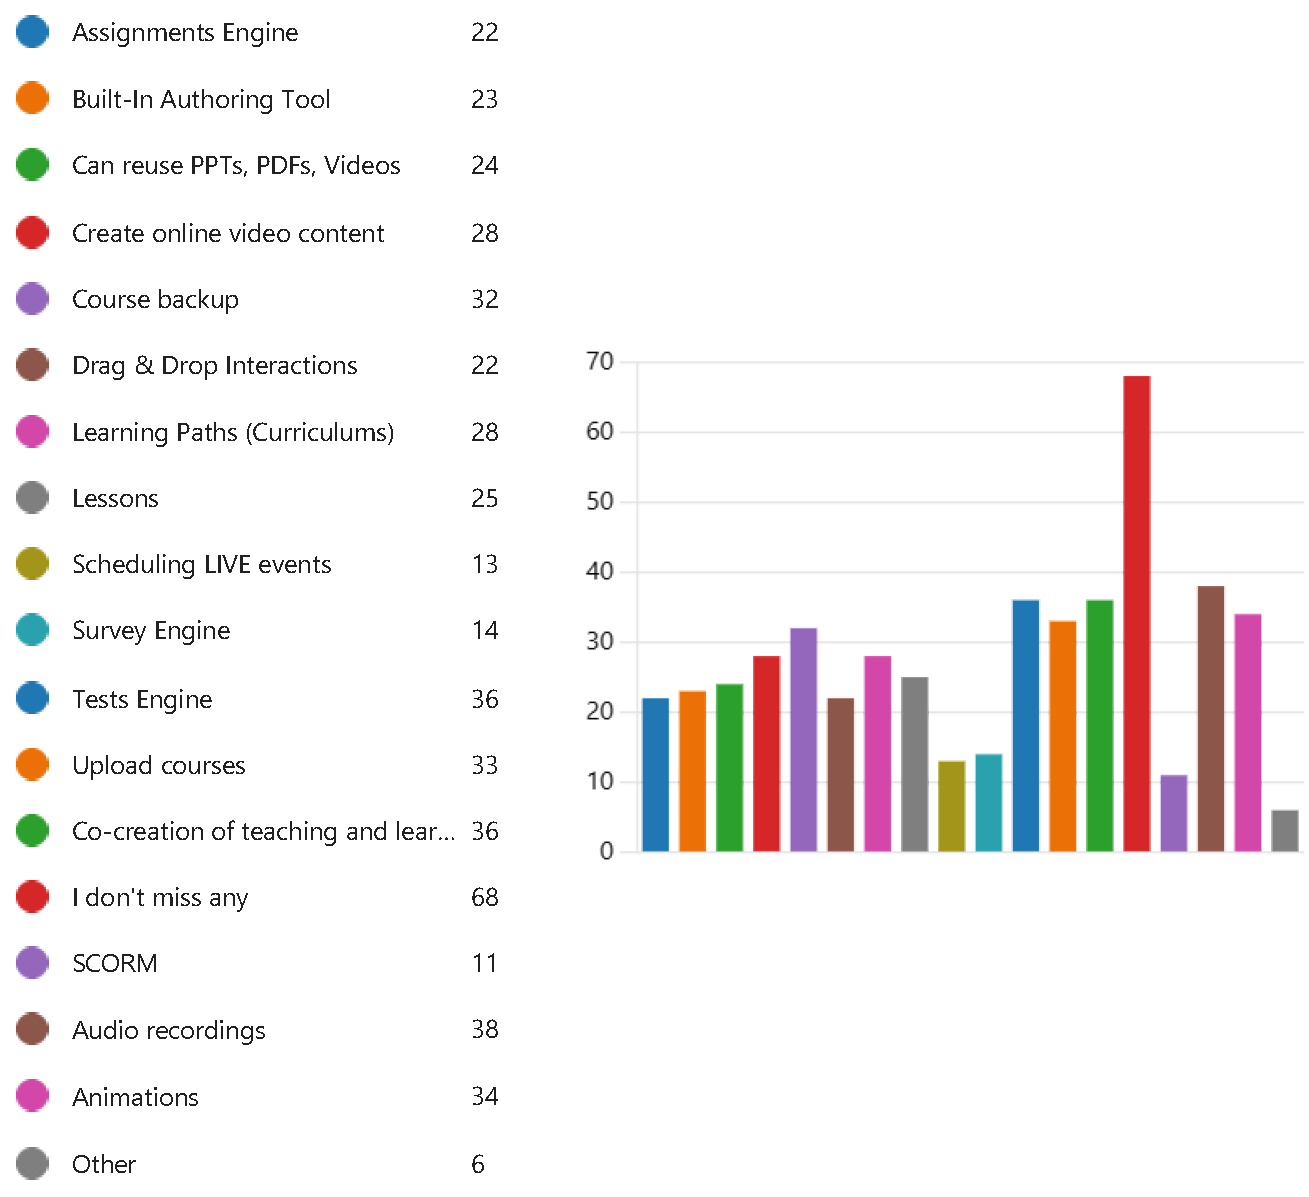 Assignments Engine 22
Built-In Authoring Tool 23
Can reuse PPTs, PDFs, Videos 24
Create online video content 28
Course backup 32
Drag & Drop Interactions 22
Learning Paths (Curriculums) 28
Lessons 25
Scheduling LIVE events 13
Survey Engine 14
Tests Engine 36
Upload courses 33
Co-creation of teaching and lear... 36
I don't miss any 68
SCORM 11
Audio recordings 38
Animations 34
Other 6
70
60
50
40
30
20
10
0